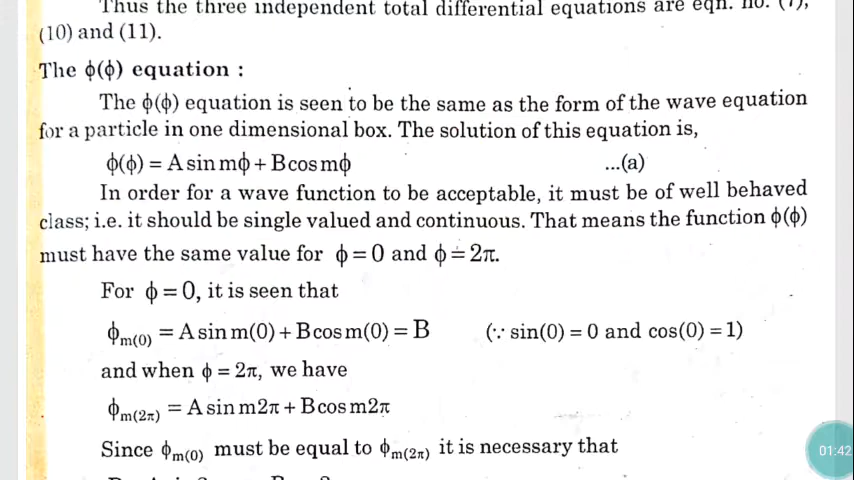 Thus the three independent total differential equations are eqn. no. (7),
(10) and (11).
The ϕ(ϕ) equation :
The ϕ(ϕ) equation is seen to be the same as the form of the wave equation
for a particle in one dimensional box. The solution of this equation is,
ϕ(ϕ) = A sin mϕ + B cos mϕ ...(a)
In order for a wave function to be acceptable, it must be of well behaved
class; i.e. it should be single valued and continuous. That means the function ϕ(ϕ)
must have the same value for ϕ = 0 and ϕ = 2π.
For ϕ = 0, it is seen that
ϕm(0) = A sin m(0) + B cos m(0) = B (∵ sin(0) = 0 and cos(0) = 1)
and when ϕ = 2π, we have
ϕm(2π) = A sin m2π + B cos m2π
Since ϕm(0) must be equal to ϕm(2π) it is necessary that
01:42